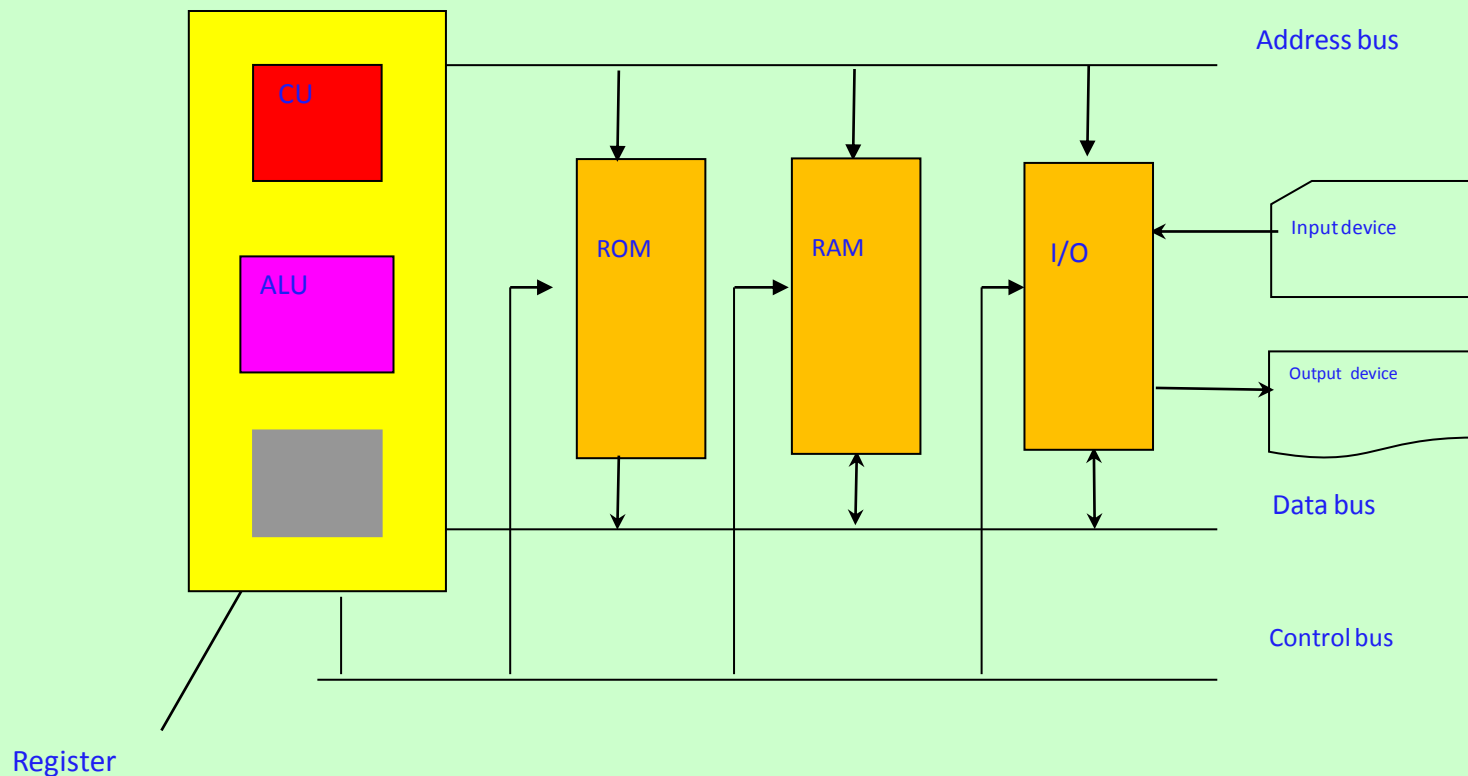 Address bus
CU
ROM
RAM
I/O
Input device
ALU
Output device
Data bus
Control bus
Register